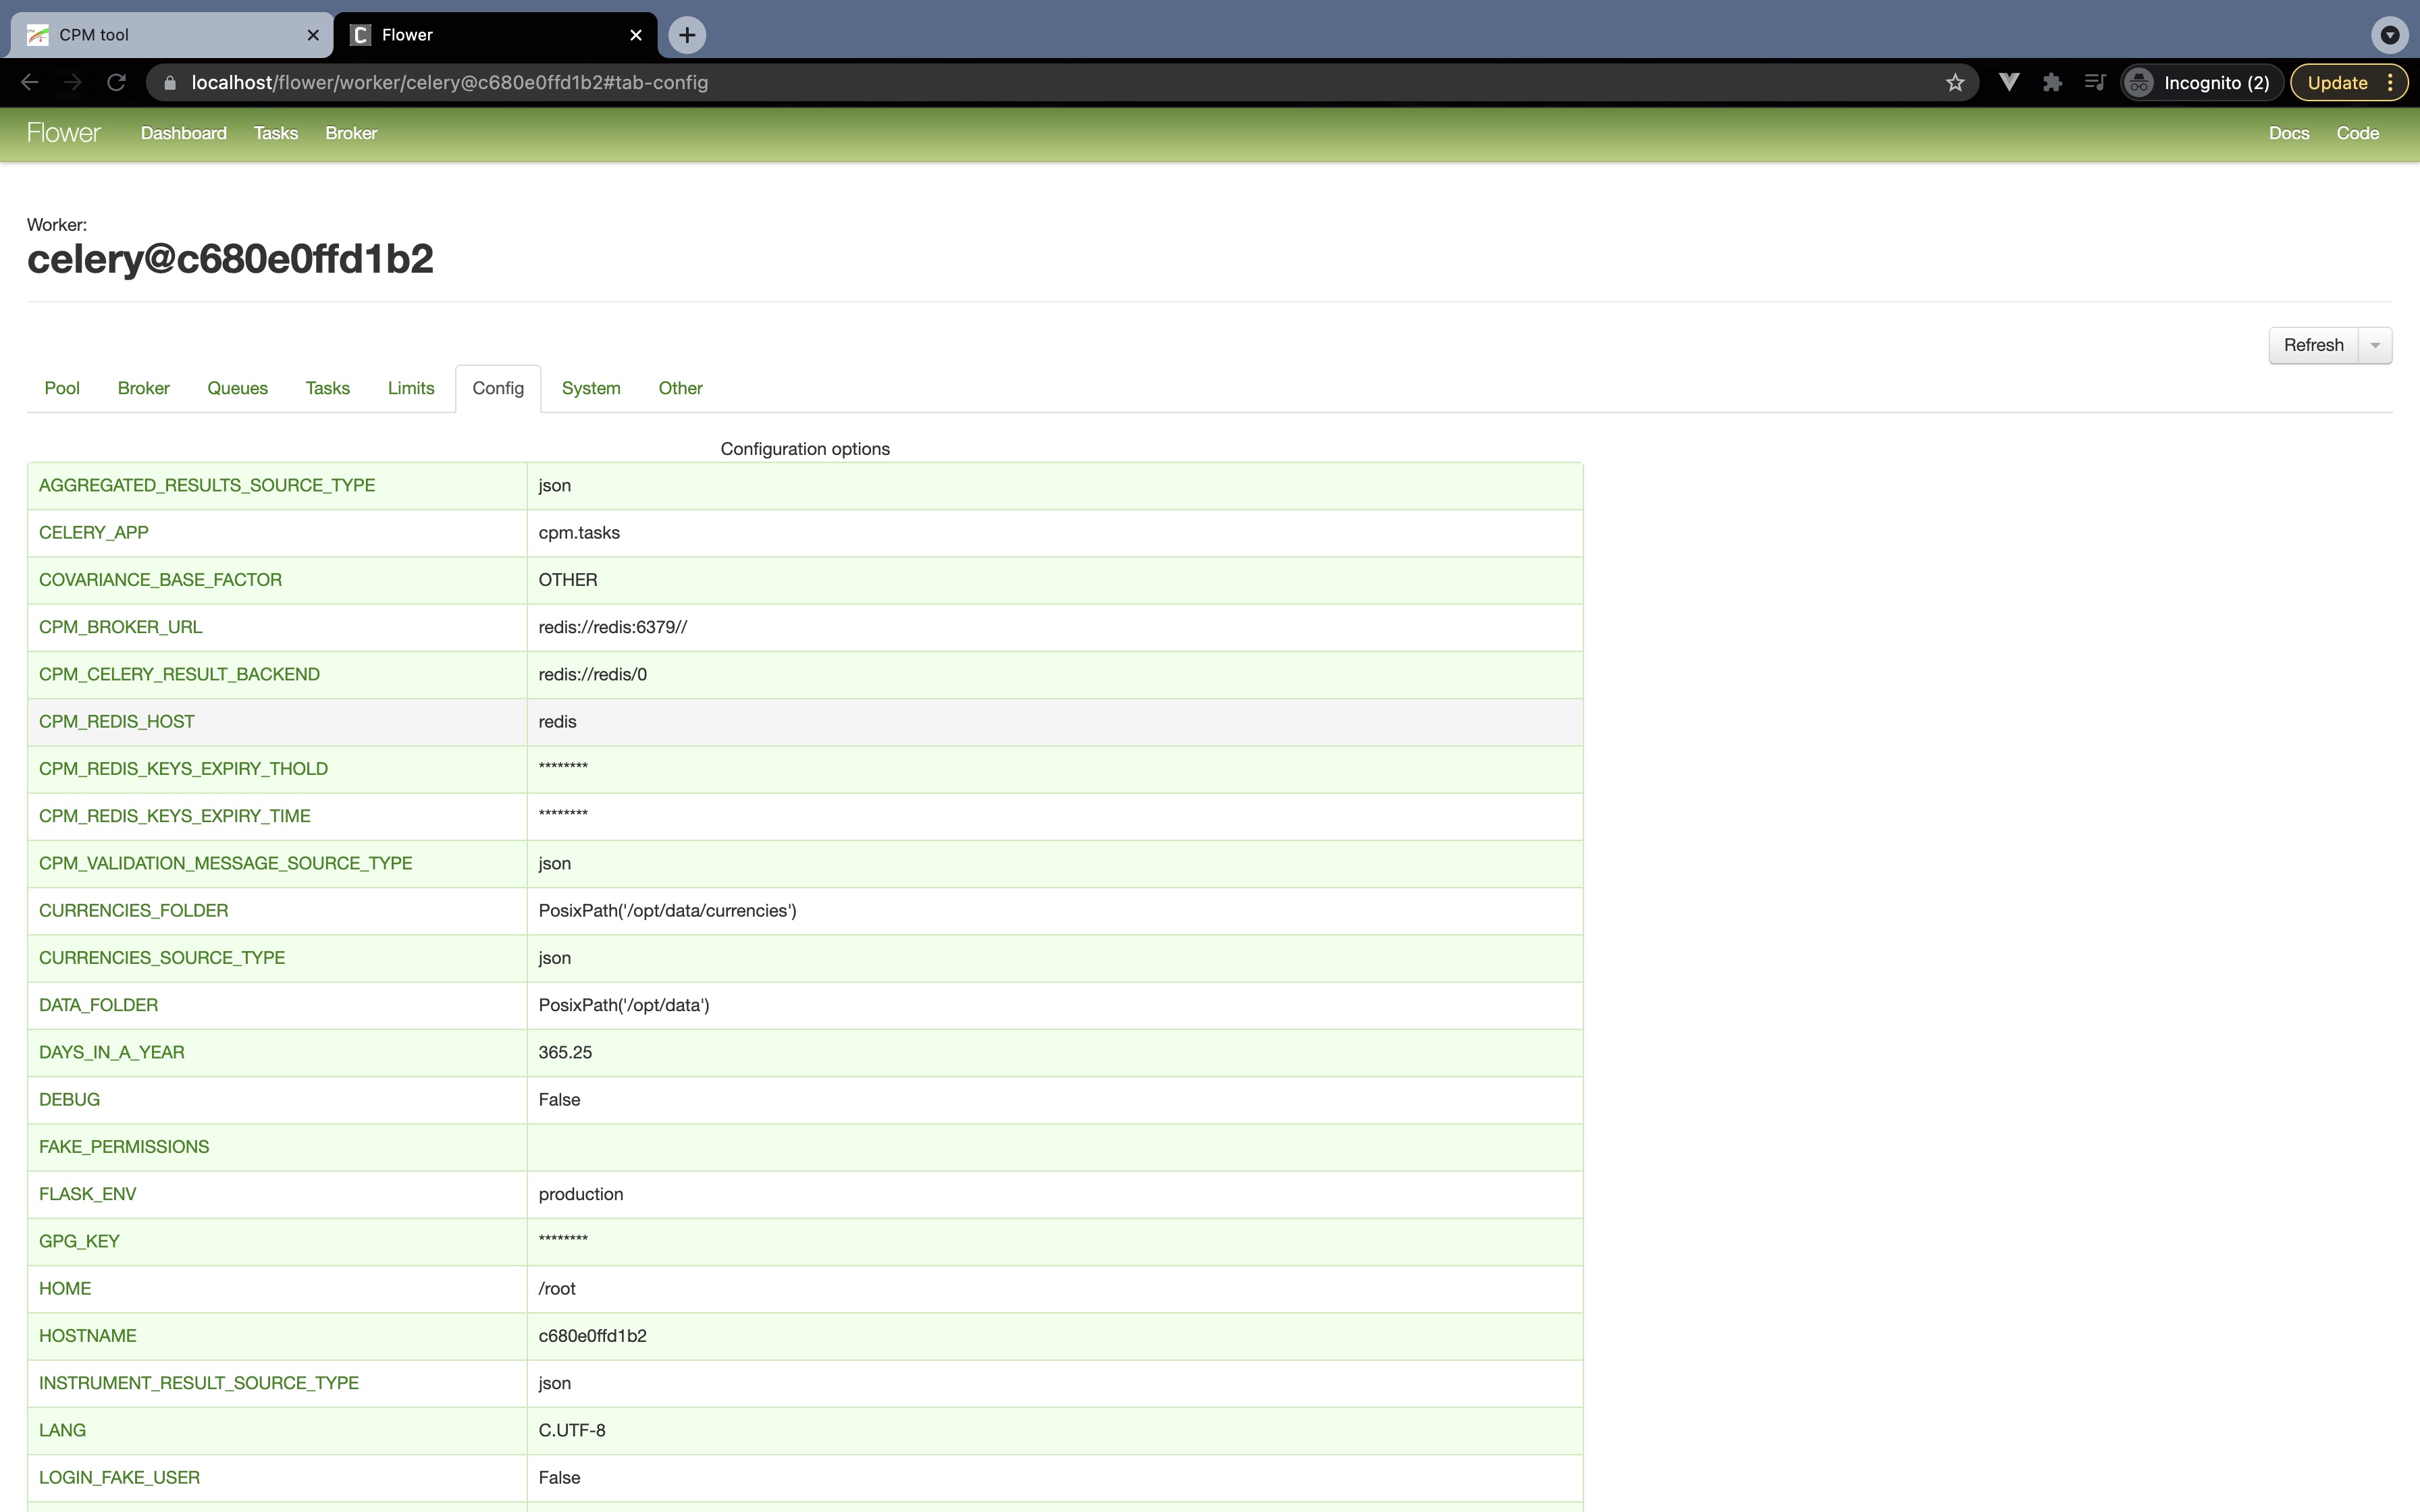 CPM tool
Flower
localhost/flower/worker/celery@c680e0ffd1b2#tab-config
Incognito (2)
Update
Flower Dashboard Tasks Broker Docs Code
Worker:
celery@c680e0ffd1b2
Refresh
Pool Broker Queues Tasks Limits Config System Other
Configuration options
AGGREGATED_RESULTS_SOURCE_TYPE json
CELERY_APP cpm.tasks
COVARIANCE_BASE_FACTOR OTHER
CPM_BROKER_URL redis://redis:6379//
CPM_CELERY_RESULT_BACKEND redis://redis/0
CPM_REDIS_HOST redis
CPM_REDIS_KEYS_EXPIRY_THOLD ********
CPM_REDIS_KEYS_EXPIRY_TIME ********
CPM_VALIDATION_MESSAGE_SOURCE_TYPE json
CURRENCIES_FOLDER PosixPath('/opt/data/currencies')
CURRENCIES_SOURCE_TYPE json
DATA_FOLDER PosixPath('/opt/data')
DAYS_IN_A_YEAR 365.25
DEBUG False
FAKE_PERMISSIONS
FLASK_ENV production
GPG_KEY ********
HOME /root
HOSTNAME c680e0ffd1b2
INSTRUMENT_RESULT_SOURCE_TYPE json
LANG C.UTF-8
LOGIN_FAKE_USER False